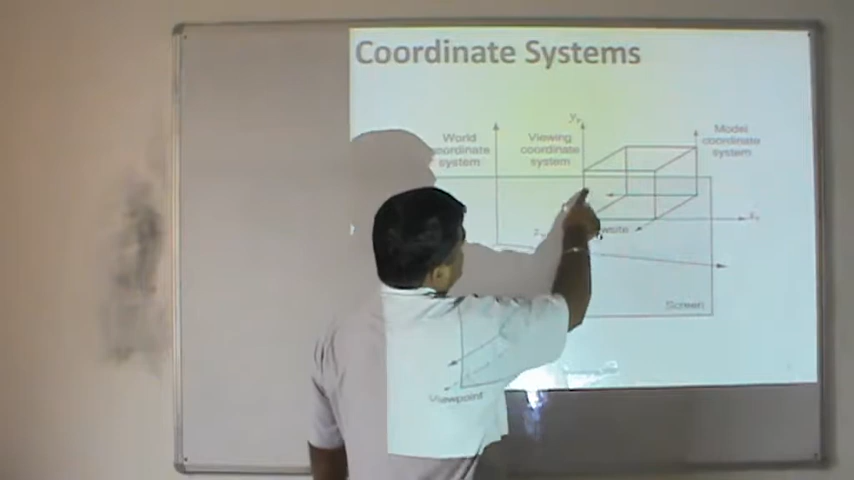 Coordinate Systems
World
coordinate
system
Viewing
coordinate
system
Model
coordinate
system
Screen
Viewpoint